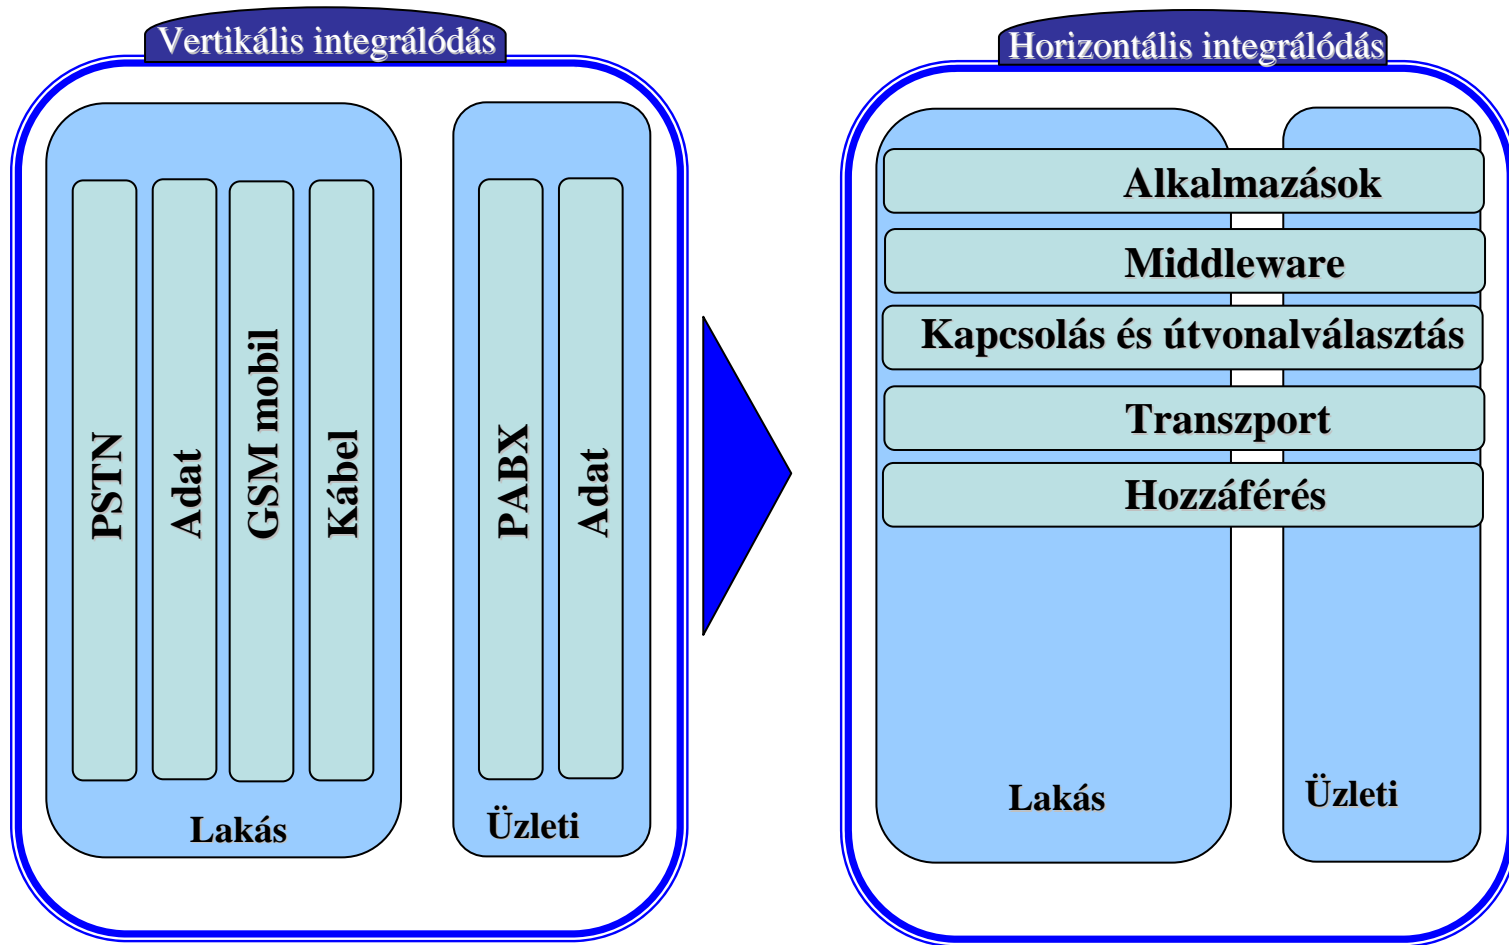 Vertikális integrálódás
PSTN
Adat
GSM mobil
Kábel
Lakás
PABX
Adat
Üzleti
Horizontális integrálódás
Alkalmazások
Middleware
Kapcsolás és útvonalválasztás
Transzport
Hozzáférés
Lakás
Üzleti